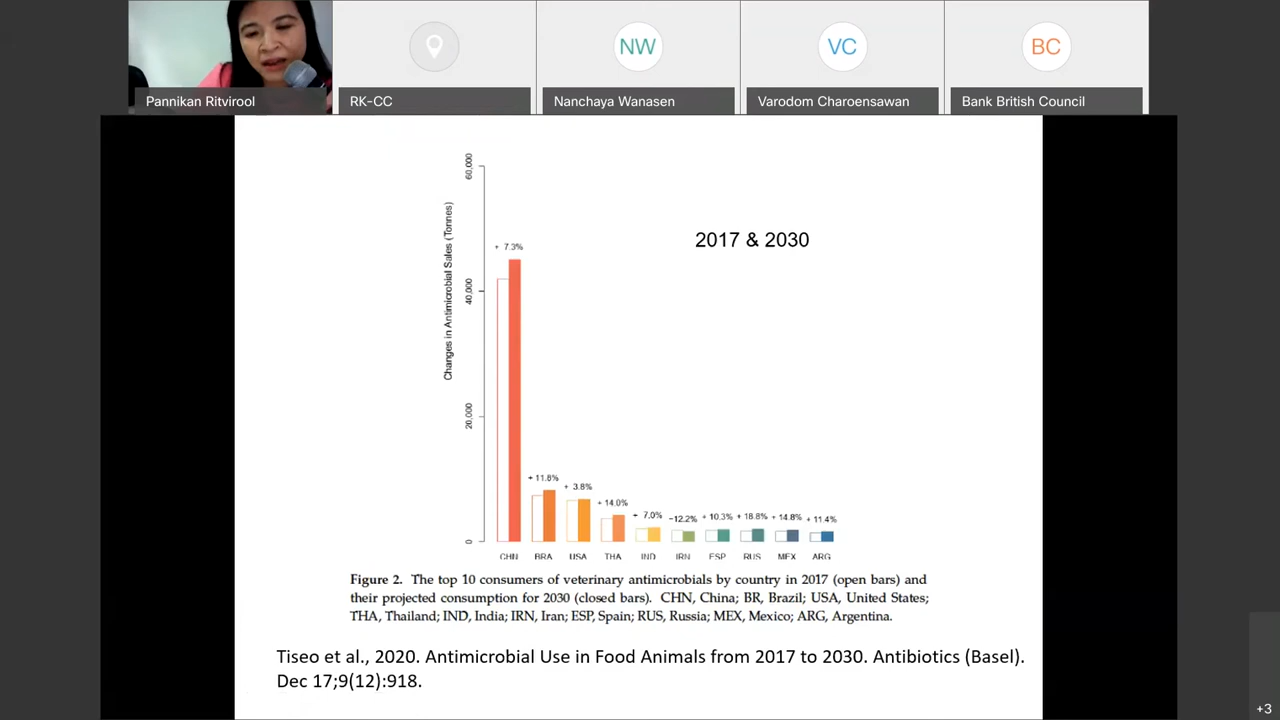 NW
VC
BC
Pannikan Ritvirool
RK-CC
Nanchaya Wanasen
Varodom Charoensawan
Bank British Council
Changes in Antimicrobial Sales (Tonnes)
60,000
40,000
20,000
0
2017 & 2030
+ 7.3%
+ 11.8%
+ 3.8%
+ 14.0%
+ 7.0%
−12.2%
+ 10.3%
+ 18.8%
+ 14.8%
+ 11.4%
CHN BRA USA THA IND IRN ESP RUS MEX ARG
Figure 2. The top 10 consumers of veterinary antimicrobials by country in 2017 (open bars) and
their projected consumption for 2030 (closed bars). CHN, China; BR, Brazil; USA, United States;
THA, Thailand; IND, India; IRN, Iran; ESP, Spain; RUS, Russia; MEX, Mexico; ARG, Argentina.
Tiseo et al., 2020. Antimicrobial Use in Food Animals from 2017 to 2030. Antibiotics (Basel).
Dec 17;9(12):918.
+3